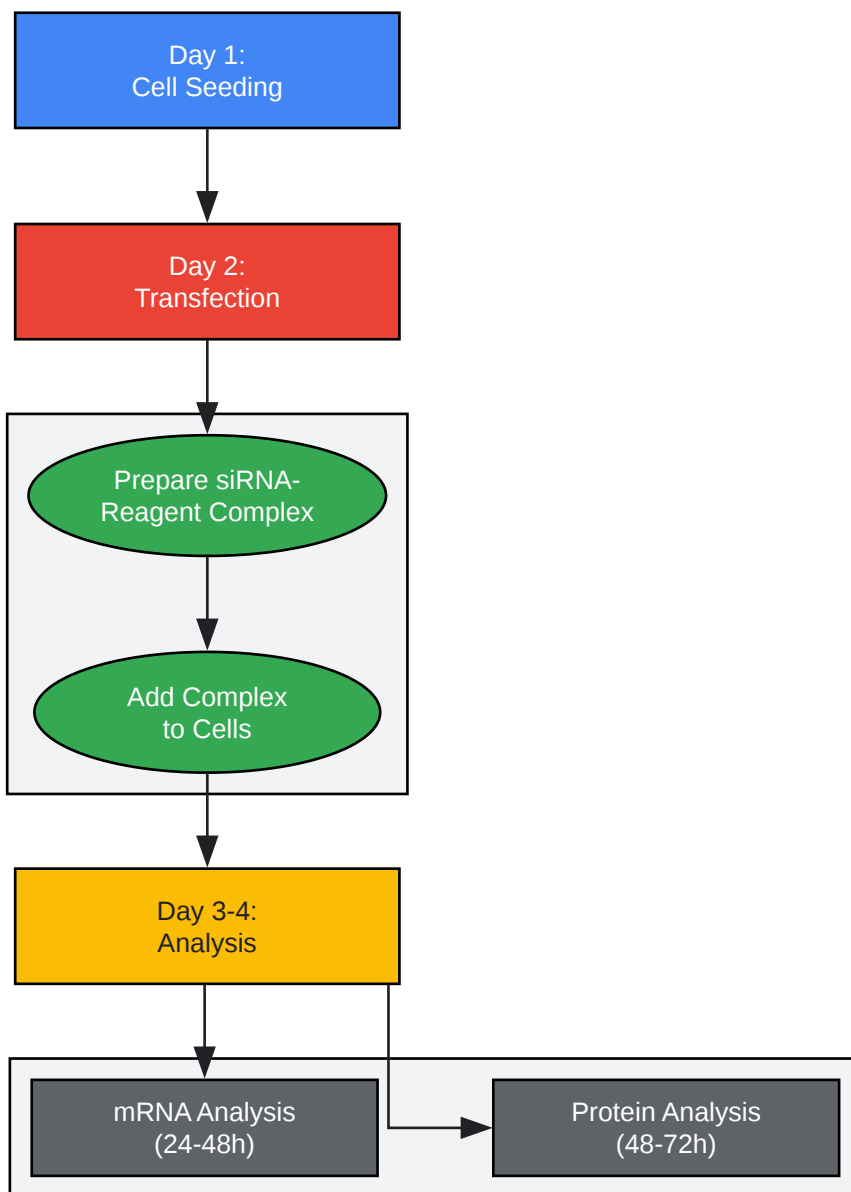 Day 1:
Cell Seeding
Day 2:
Transfection
Prepare siRNA-
Reagent Complex
Add Complex
to Cells
Day 3-4:
Analysis
mRNA Analysis
(24-48h)
Protein Analysis
(48-72h)